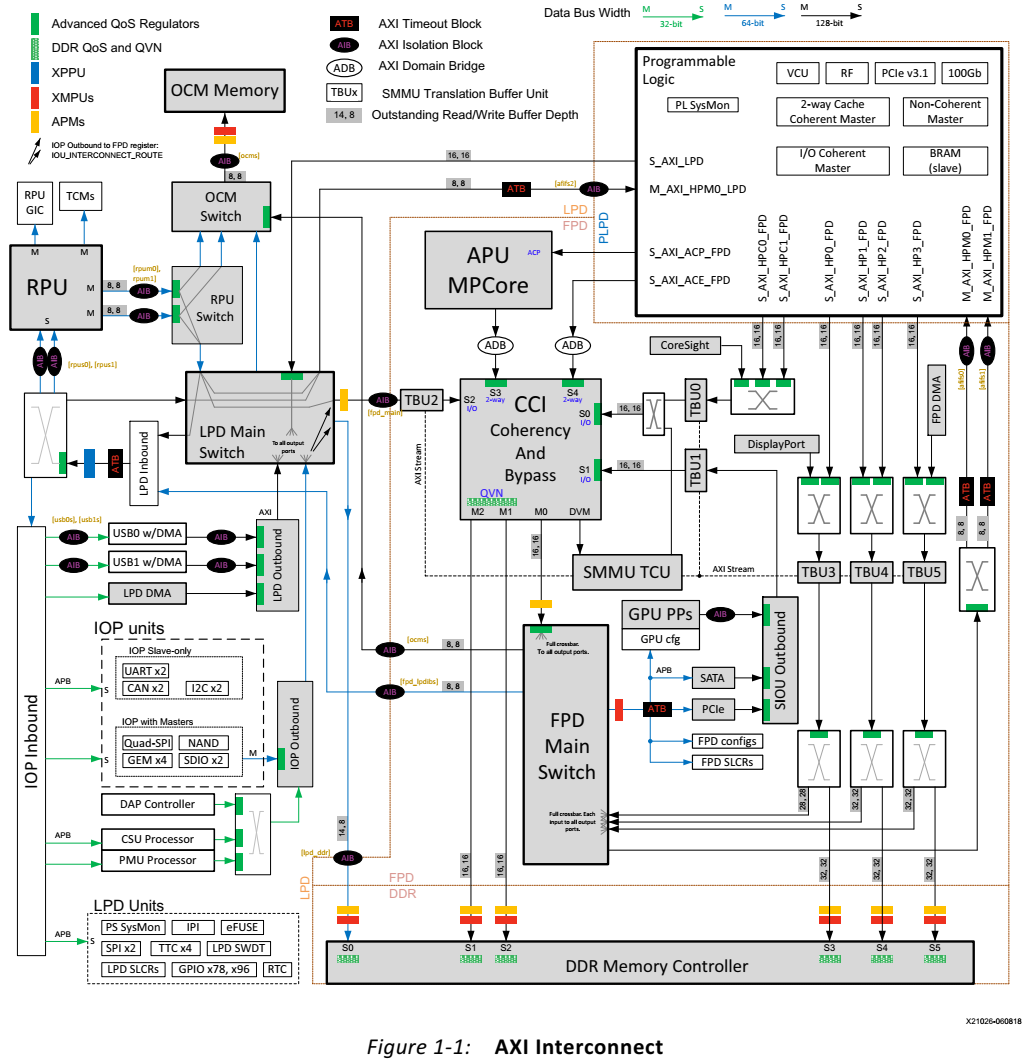 Advanced QoS Regulators
DDR QoS and QVN
XPPU
XMPUs
APMs
IOP Outbound to FPD register:
IOU_INTERCONNECT_ROUTE
ATB
AXI Timeout Block
AIB
AXI Isolation Block
ADB
AXI Domain Bridge
TBUx
SMMU Translation Buffer Unit
14, 8
Outstanding Read/Write Buffer Depth
Data Bus Width
M S
32-bit
M S
64-bit
M S
128-bit
OCM Memory
AIB
[ocms]
8, 8
OCM
Switch
RPU
GIC
TCMs
M
M
RPU
M
M
S
8, 8
8, 8
AIB
AIB
[rpum0],
rpum1]
RPU
Switch
AIB
AIB
[rpus0], [rpus1]
Programmable
Logic
VCU
RF
PCIe v3.1
100Gb
PL SysMon
2-way Cache
Coherent Master
Non-Coherent
Master
I/O Coherent
Master
BRAM
(slave)
S_AXI_LPD
M_AXI_HPM0_LPD
S_AXI_ACP_FPD
S_AXI_ACE_FPD
S_AXI_HPC0_FPD
S_AXI_HPC1_FPD
S_AXI_HP0_FPD
S_AXI_HP1_FPD
S_AXI_HP2_FPD
S_AXI_HP3_FPD
M_AXI_HPM0_FPD
M_AXI_HPM1_FPD
16, 16
8, 8
ATB
[afifs2]
AIB
LPD
FPD
PLPD
APU
MPCore
ACP
ADB
ADB
CoreSight
16, 16
16, 16
16, 16
16, 16
16, 16
16, 16
AIB
AIB
[afifs0]
[afifs1]
FPD DMA
LPD Main
Switch
To all output
ports
AIB
[fpd_main]
TBU2
S2
I/O
S3
2-way
S4
2-way
CCI
Coherency
And
Bypass
S0
I/O
S1
I/O
QVN
M2
M1
M0
DVM
16, 16
16, 16
TBU0
TBU1
DisplayPort
AXI Stream
LPD Inbound
ATB
AIB
AXI
[usb0s], [usb1s]
AIB
USB0 w/DMA
AIB
AIB
USB1 w/DMA
AIB
LPD DMA
LPD Outbound
16, 16
SMMU TCU
AXI Stream
TBU3
TBU4
TBU5
ATB
ATB
8, 8
8, 8
IOP units
IOP Slave-only
UART x2
CAN x2
I2C x2
APB
S
IOP with Masters
Quad-SPI
NAND
GEM x4
SDIO x2
S
M
IOP Outbound
IOP Inbound
DAP Controller
APB
CSU Processor
PMU Processor
LPD Units
PS SysMon
IPI
eFUSE
SPI x2
TTC x4
LPD SWDT
LPD SLCRs
GPIO x78, x96
RTC
APB
S
[ocms]
AIB
8, 8
[fpd_lpdibs]
AIB
8, 8
Full crossbar.
To all output ports.
FPD
Main
Switch
Full crossbar. Each
input to all output
ports.
GPU PPs
GPU cfg
AIB
APB
SATA
ATB
PCIe
FPD configs
FPD SLCRs
SIOU Outbound
28, 28
32, 32
32, 32
14, 8
[lpd_ddr]
AIB
16, 16
16, 16
32, 32
32, 32
32, 32
LPD
FPD
DDR
S0
S1
S2
S3
S4
S5
DDR Memory Controller
X21026-060818
Figure 1-1: AXI Interconnect